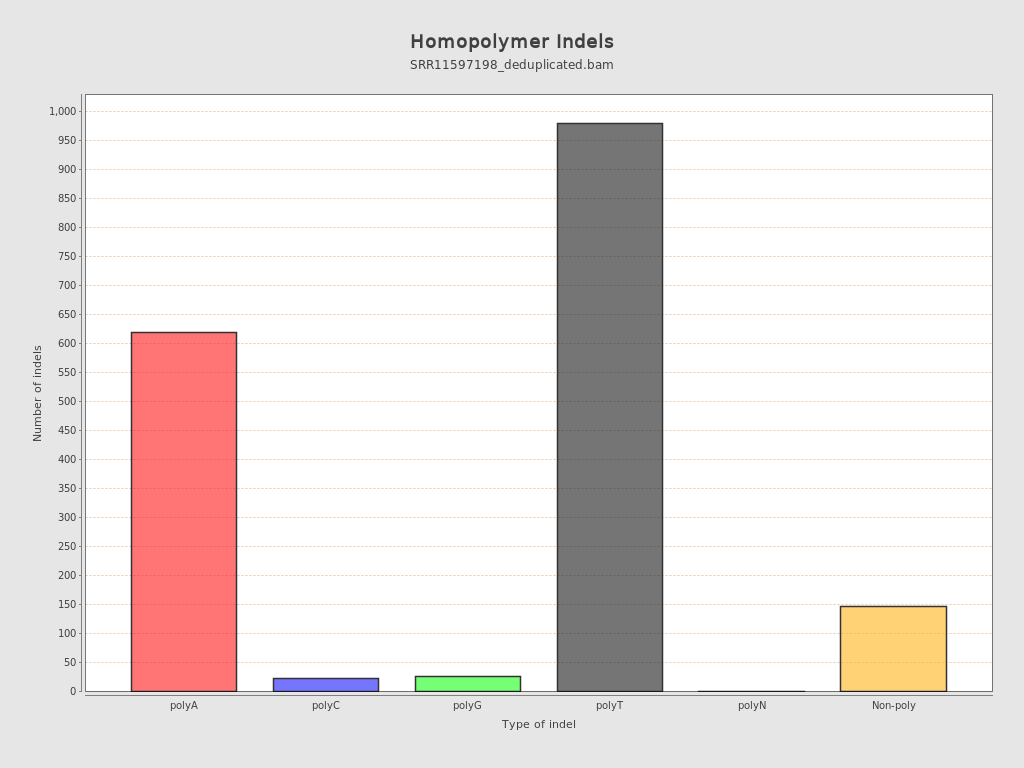 Homopolymer Indels
SRR11597198_deduplicated.bam
1,000
950
900
850
800
750
700
650
600
550
500
450
400
350
300
250
200
150
100
50
0
Number of indels
polyA
polyC
polyG
polyT
polyN
Non-poly
Type of indel